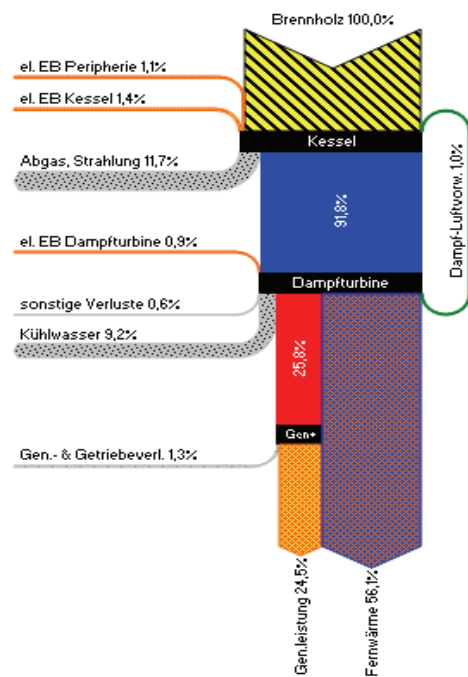 Brennholz 100,0%
el. EB Peripherie 1,1%
el. EB Kessel 1,4%
Kessel
Abgas, Strahlung 11,7%
91,8%
Dampf-Luftvorw. 1,0%
el. EB Dampfturbine 0,9%
Dampfturbine
sonstige Verluste 0,6%
Kühlwasser 9,2%
25,8%
Gen+
Gen.- & Getriebeverl. 1,3%
Gen.leistung 24,5%
Fernwärme 56,1%